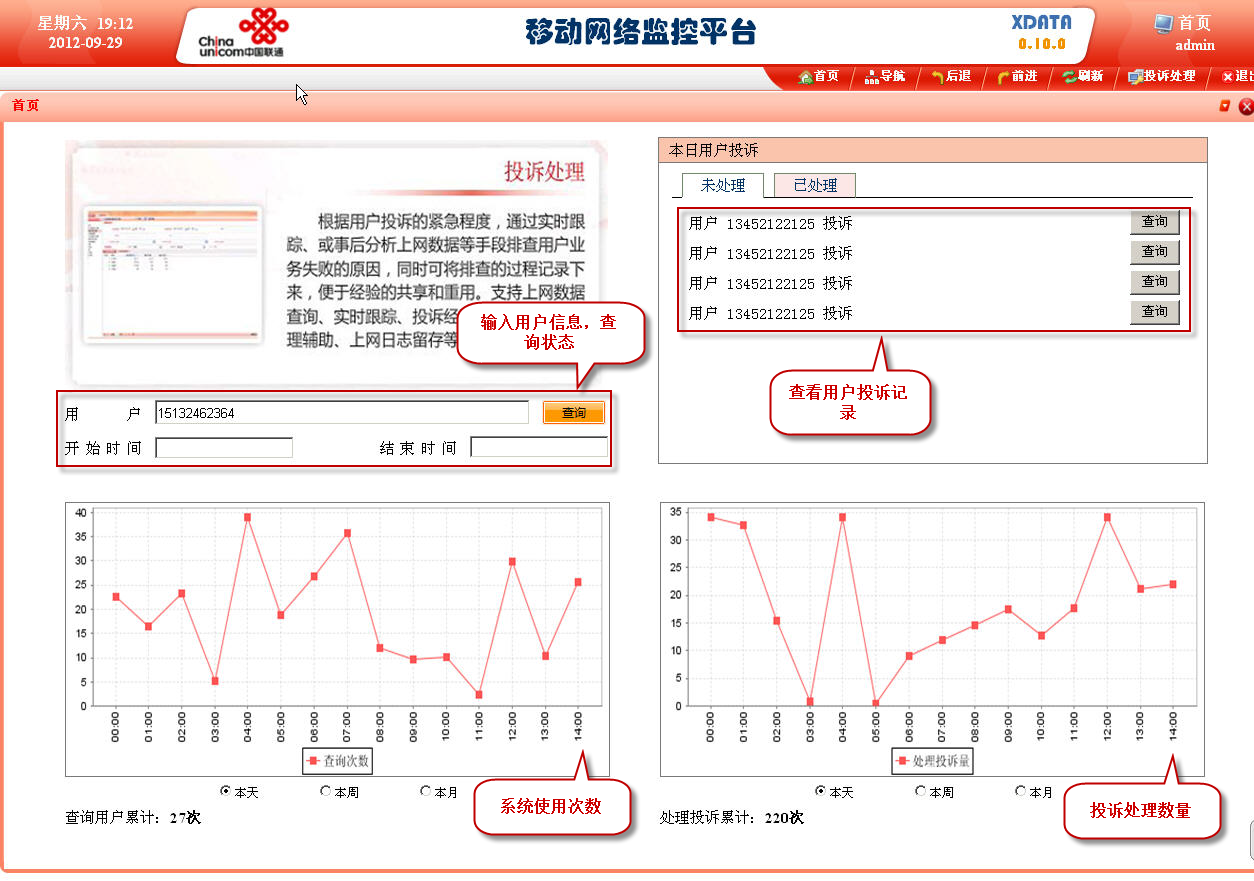 星期六 19:12
2012-09-29
China
unicom中国联通
移动网络监控平台
XDATA
0.10.0
首页
admin
首页 导航 后退 前进 刷新 投诉处理 退出
首页
投诉处理
根据用户投诉的紧急程度，通过实时跟
踪、或事后分析上网数据等手段排查用户业
务失败的原因，同时可将排查的过程记录下
来，便于经验的共享和重用。支持上网数据
查询、实时跟踪、投诉经
理辅助、上网日志留存等
输入用户信息，查
询状态
用 户 15132462364 查询
开始时间 结束时间
本日用户投诉
未处理 已处理
用户 13452122125 投诉 查询
用户 13452122125 投诉 查询
用户 13452122125 投诉 查询
用户 13452122125 投诉 查询
查看用户投诉记
录
40
35
30
25
20
15
10
5
0
00:00 01:00 02:00 03:00 04:00 05:00 06:00 07:00 08:00 09:00 10:00 11:00 12:00 13:00 14:00
查询次数
本天 本周 本月
系统使用次数
查询用户累计：27次
35
30
25
20
15
10
5
0
00:00 01:00 02:00 03:00 04:00 05:00 06:00 07:00 08:00 09:00 10:00 11:00 12:00 13:00 14:00
处理投诉量
本天 本周 本月
投诉处理数量
处理投诉累计：220次